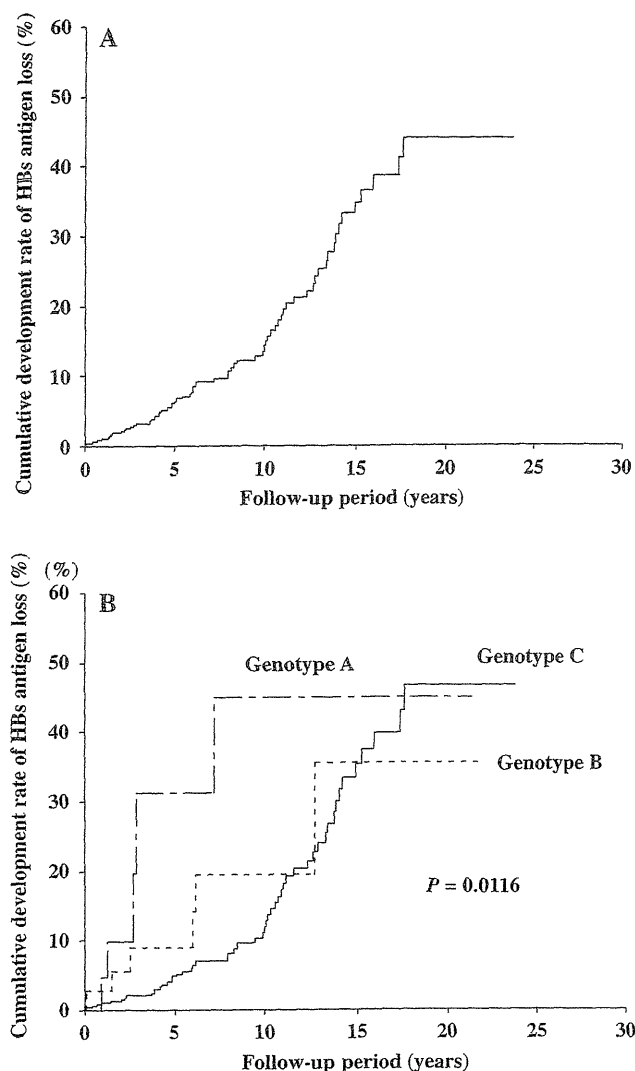 A
Cumulative development rate of HBs antigen loss (%)
60
50
40
30
20
10
0
0 5 10 15 20 25 30
Follow-up period (years)
(%)
B
Cumulative development rate of HBs antigen loss (%)
60
50
40
30
20
10
0
Genotype A
Genotype C
Genotype B
P = 0.0116
0 5 10 15 20 25 30
Follow-up period (years)